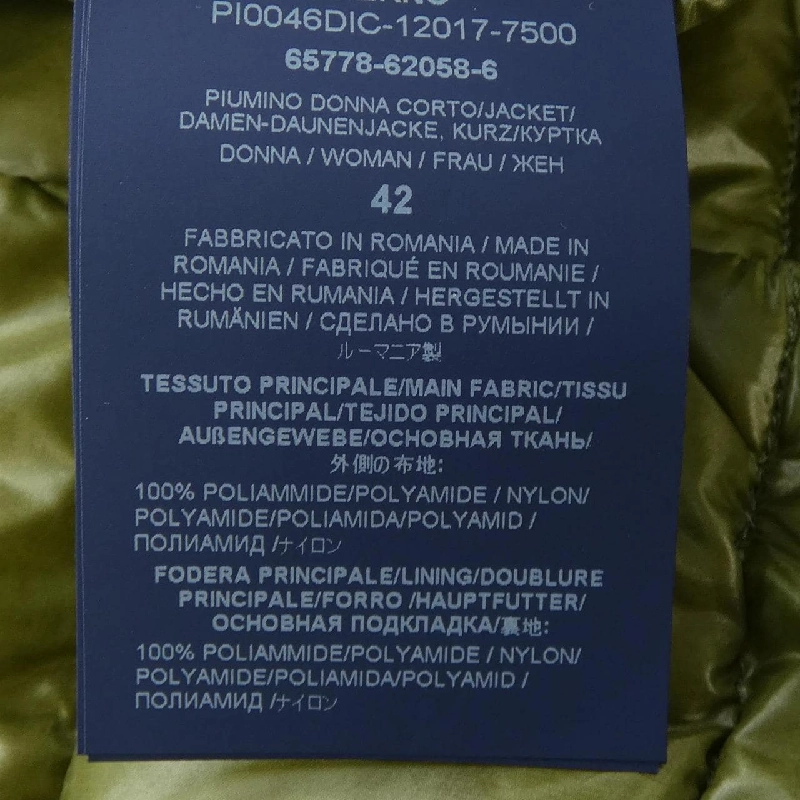 PI0046DIC-12017-7500
65778-62058-6
PIUMINO DONNA CORTO/JACKET/
DAMEN-DAUNENJACKE, KURZ/КУРТКА
DONNA / WOMAN / FRAU / ЖЕН
42
FABBRICATO IN ROMANIA / MADE IN
ROMANIA / FABRIQUÉ EN ROUMANIE /
HECHO EN RUMANIA / HERGESTELLT IN
RUMÄNIEN / СДЕЛАНО В РУМЫНИИ /
ルーマニア製
TESSUTO PRINCIPALE/MAIN FABRIC/TISSU
PRINCIPAL/TEJIDO PRINCIPAL/
AUßENGEWEBE/ОСНОВНАЯ ТКАНЬ/
外側の布地:
100% POLIAMMIDE/POLYAMIDE / NYLON/
POLYAMIDE/POLIAMIDA/POLYAMID /
ПОЛИАМИД /ナイロン
FODERA PRINCIPALE/LINING/DOUBLURE
PRINCIPALE/FORRO /HAUPTFUTTER/
ОСНОВНАЯ ПОДКЛАДКА/裏地:
100% POLIAMMIDE/POLYAMIDE / NYLON/
POLYAMIDE/POLIAMIDA/POLYAMID /
ПОЛИАМИД /ナイロン